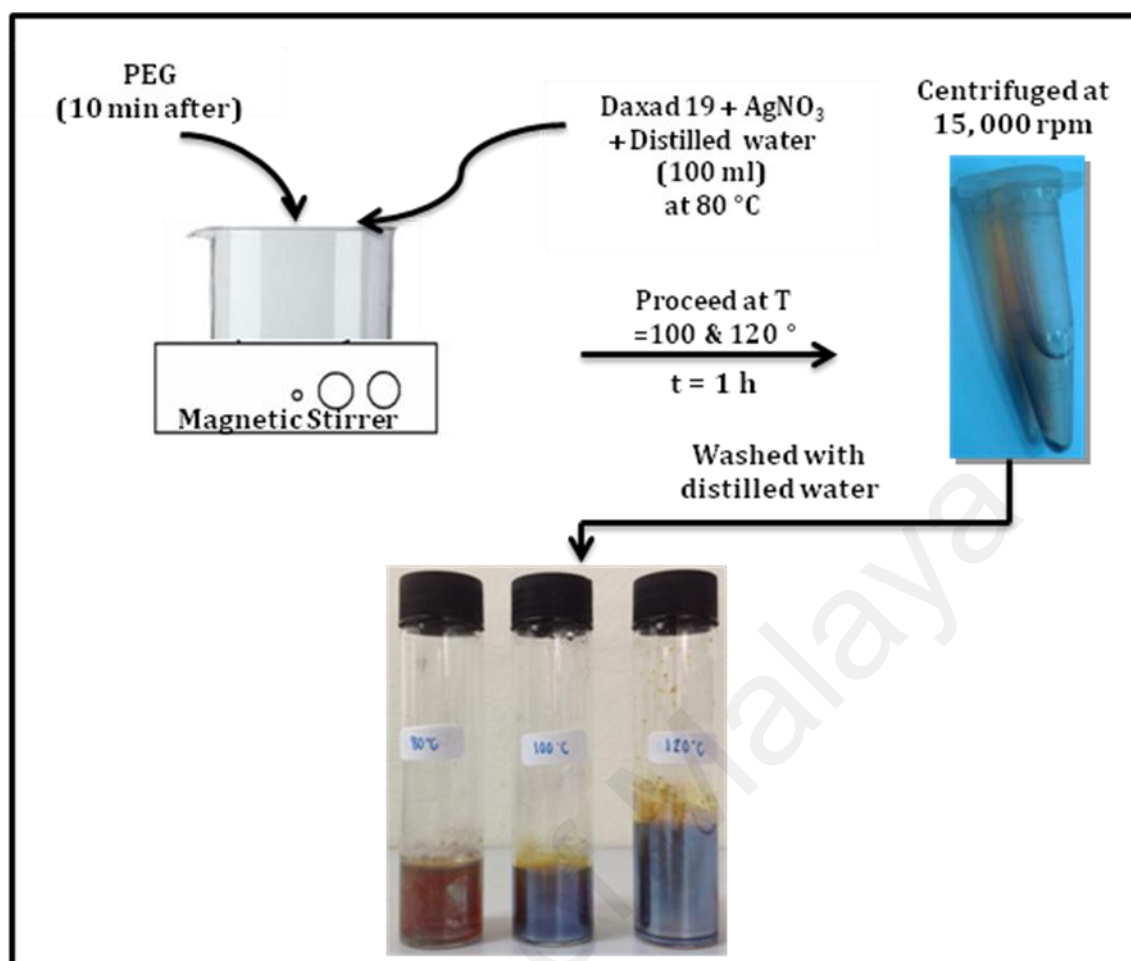 PEG
(10 min after)
Daxad 19 + AgNO₃
+Distilled water
(100 ml)
at 80 °C
Centrifuged at
15, 000 rpm
Proceed at T
=100 & 120 °
t = 1 h
Magnetic Stirrer
Washed with
distilled water
80°C
100°C
120°C
Malaya